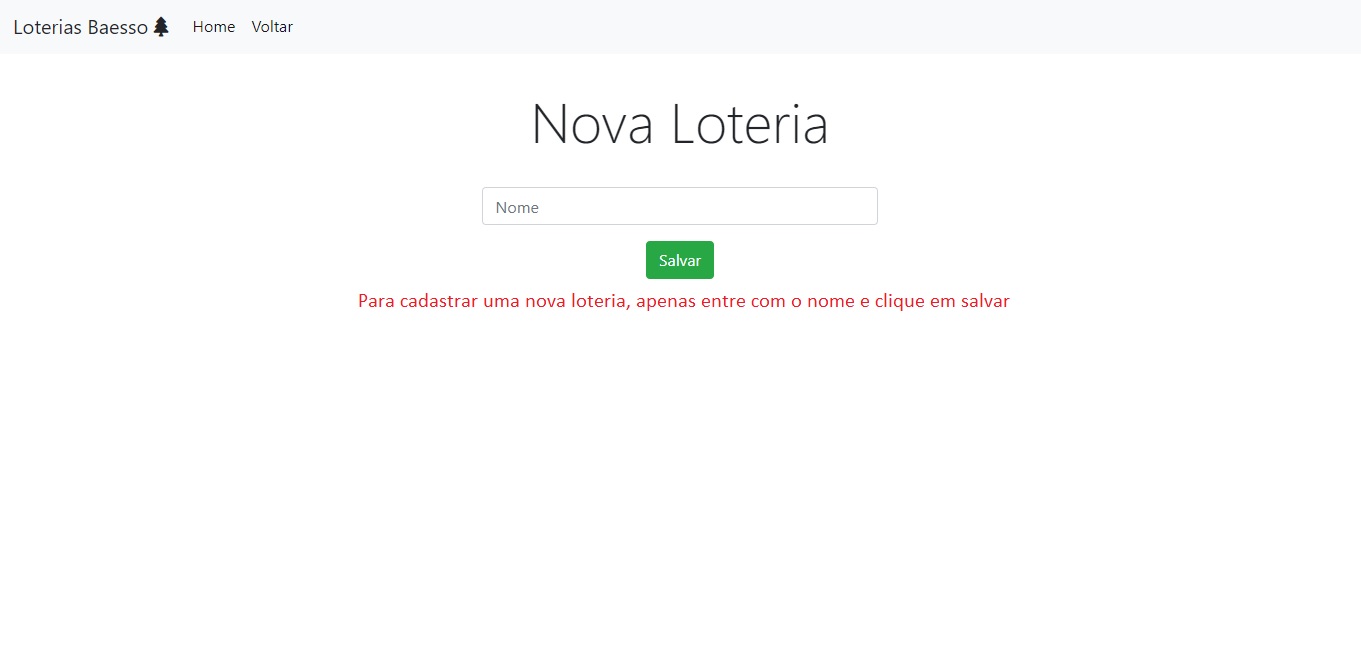 Loterias Baesso Home Voltar
Nova Loteria
Nome
Salvar
Para cadastrar uma nova loteria, apenas entre com o nome e clique em salvar